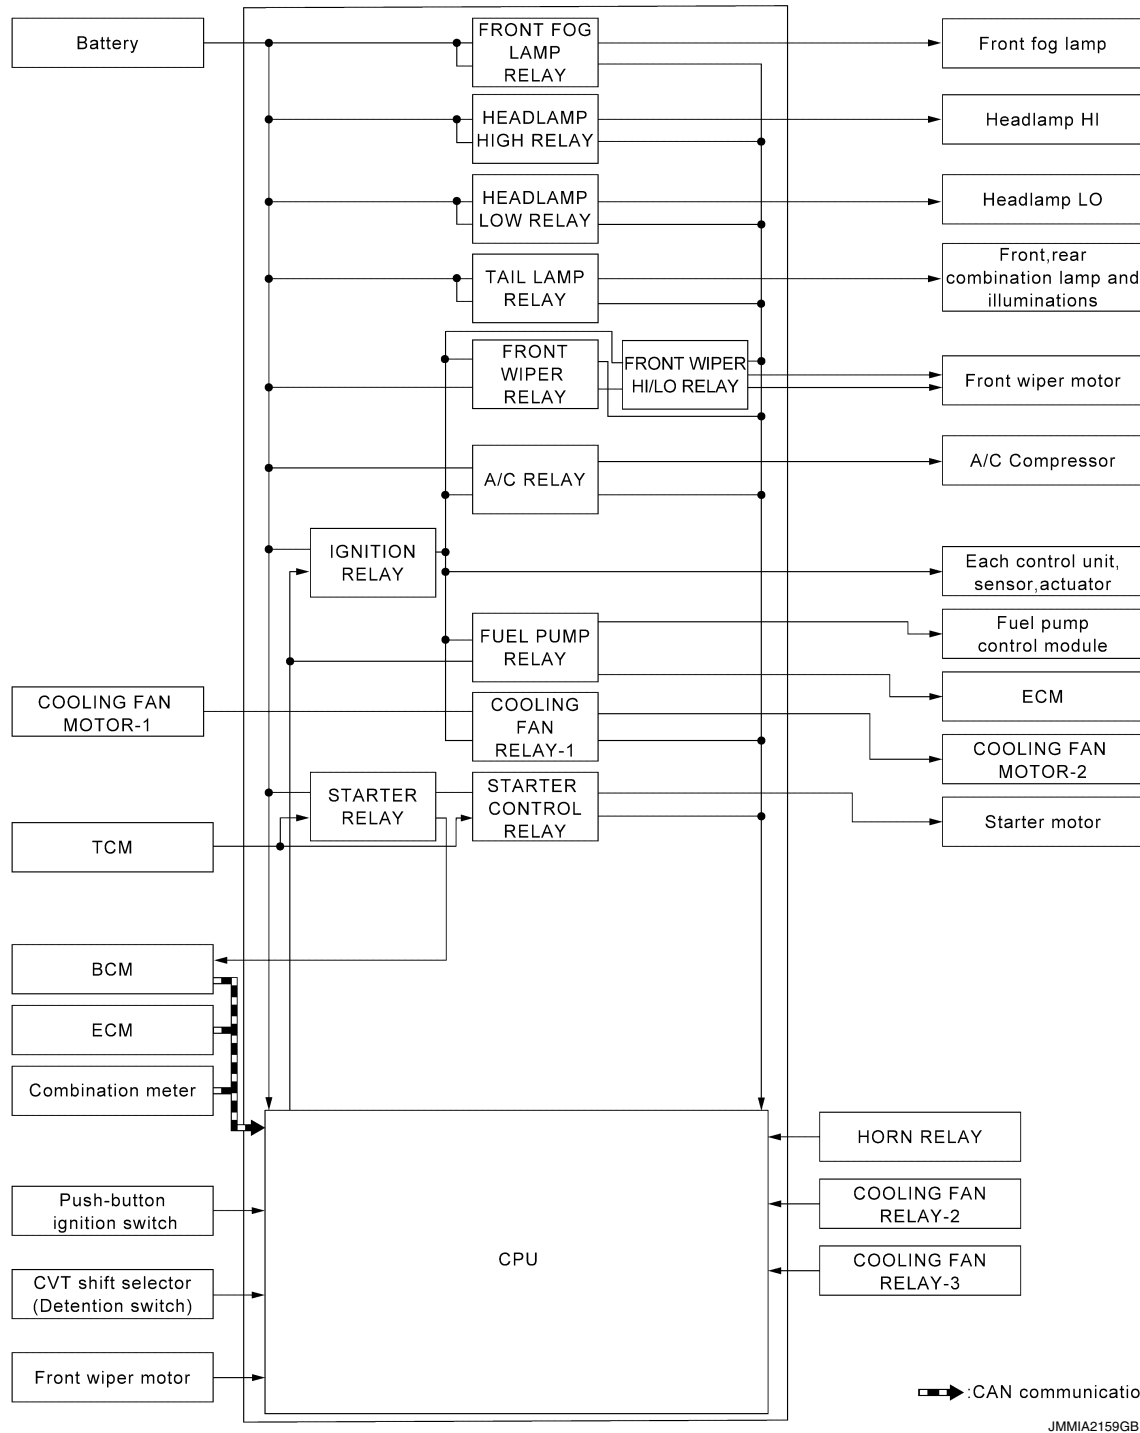 Battery
FRONT FOG
LAMP
RELAY
Front fog lamp
HEADLAMP
HIGH RELAY
Headlamp HI
HEADLAMP
LOW RELAY
Headlamp LO
TAIL LAMP
RELAY
Front,rear
combination lamp and
illuminations
FRONT
WIPER
RELAY
FRONT WIPER
HI/LO RELAY
Front wiper motor
A/C RELAY
A/C Compressor
IGNITION
RELAY
Each control unit,
sensor,actuator
FUEL PUMP
RELAY
Fuel pump
control module
ECM
COOLING FAN
MOTOR-1
COOLING
FAN
RELAY-1
COOLING FAN
MOTOR-2
STARTER
RELAY
STARTER
CONTROL
RELAY
Starter motor
TCM
BCM
ECM
Combination meter
HORN RELAY
Push-button
ignition switch
COOLING FAN
RELAY-2
CPU
CVT shift selector
(Detention switch)
COOLING FAN
RELAY-3
Front wiper motor
:CAN communicatio
JMMIA2159GB